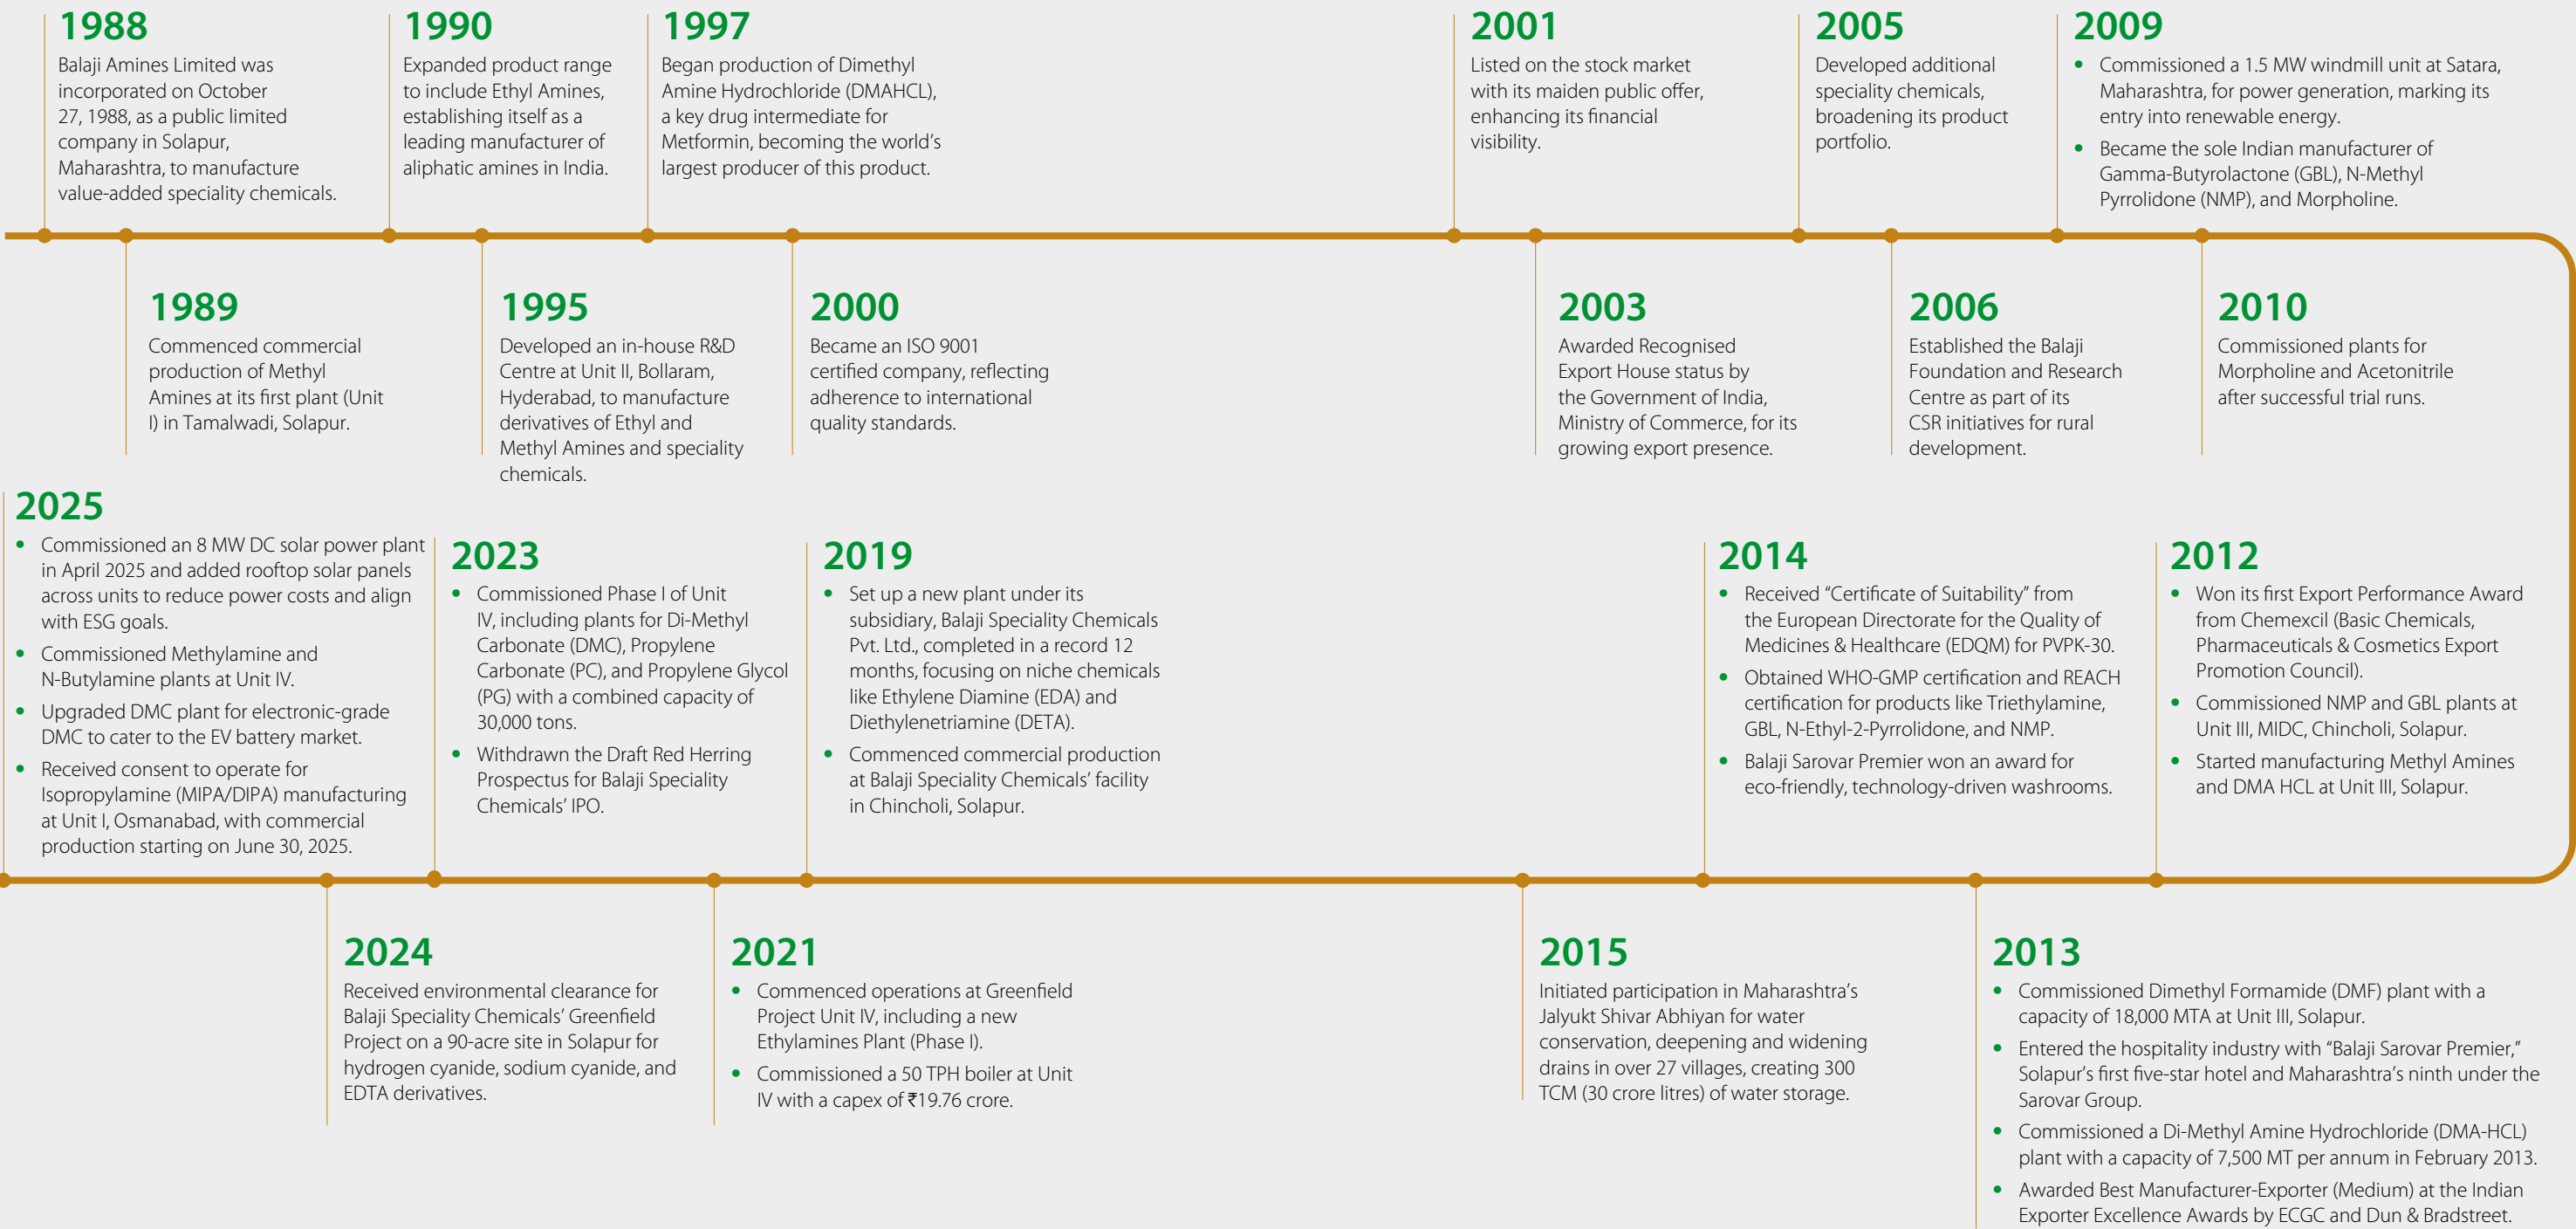 1988
Balaji Amines Limited was
incorporated on October
27, 1988, as a public limited
company in Solapur,
Maharashtra, to manufacture
value-added speciality chemicals.
1989
Commenced commercial
production of Methyl
Amines at its first plant (Unit
I) in Tamalwadi, Solapur.
1990
Expanded product range
to include Ethyl Amines,
establishing itself as a
leading manufacturer of
aliphatic amines in India.
1995
Developed an in-house R&D
Centre at Unit II, Bollaram,
Hyderabad, to manufacture
derivatives of Ethyl and
Methyl Amines and speciality
chemicals.
1997
Began production of Dimethyl
Amine Hydrochloride (DMAHCL),
a key drug intermediate for
Metformin, becoming the world's
largest producer of this product.
2000
Became an ISO 9001
certified company, reflecting
adherence to international
quality standards.
2001
Listed on the stock market
with its maiden public offer,
enhancing its financial
visibility.
2003
Awarded Recognised
Export House status by
the Government of India,
Ministry of Commerce, for its
growing export presence.
2005
Developed additional
speciality chemicals,
broadening its product
portfolio.
2006
Established the Balaji
Foundation and Research
Centre as part of its
CSR initiatives for rural
development.
2009
• Commissioned a 1.5 MW windmill unit at Satara,
Maharashtra, for power generation, marking its
entry into renewable energy.
• Became the sole Indian manufacturer of
Gamma-Butyrolactone (GBL), N-Methyl
Pyrrolidone (NMP), and Morpholine.
2010
Commissioned plants for
Morpholine and Acetonitrile
after successful trial runs.
2012
• Won its first Export Performance Award
from Chemexcil (Basic Chemicals,
Pharmaceuticals & Cosmetics Export
Promotion Council).
• Commissioned NMP and GBL plants at
Unit III, MIDC, Chincholi, Solapur.
• Started manufacturing Methyl Amines
and DMA HCL at Unit III, Solapur.
2013
• Commissioned Dimethyl Formamide (DMF) plant with a
capacity of 18,000 MTA at Unit III, Solapur.
• Entered the hospitality industry with “Balaji Sarovar Premier,”
Solapur's first five-star hotel and Maharashtra's ninth under the
Sarovar Group.
• Commissioned a Di-Methyl Amine Hydrochloride (DMA-HCL)
plant with a capacity of 7,500 MT per annum in February 2013.
• Awarded Best Manufacturer-Exporter (Medium) at the Indian
Exporter Excellence Awards by ECGC and Dun & Bradstreet.
2014
• Received “Certificate of Suitability” from
the European Directorate for the Quality of
Medicines & Healthcare (EDQM) for PVPK-30.
• Obtained WHO-GMP certification and REACH
certification for products like Triethylamine,
GBL, N-Ethyl-2-Pyrrolidone, and NMP.
• Balaji Sarovar Premier won an award for
eco-friendly, technology-driven washrooms.
2015
Initiated participation in Maharashtra's
Jalyukt Shivar Abhiyan for water
conservation, deepening and widening
drains in over 27 villages, creating 300
TCM (30 crore litres) of water storage.
2019
• Set up a new plant under its
subsidiary, Balaji Speciality Chemicals
Pvt. Ltd., completed in a record 12
months, focusing on niche chemicals
like Ethylene Diamine (EDA) and
Diethylenetriamine (DETA).
• Commenced commercial production
at Balaji Speciality Chemicals' facility
in Chincholi, Solapur.
2021
• Commenced operations at Greenfield
Project Unit IV, including a new
Ethylamines Plant (Phase I).
• Commissioned a 50 TPH boiler at Unit
IV with a capex of ₹19.76 crore.
2023
• Commissioned Phase I of Unit
IV, including plants for Di-Methyl
Carbonate (DMC), Propylene
Carbonate (PC), and Propylene Glycol
(PG) with a combined capacity of
30,000 tons.
• Withdrawn the Draft Red Herring
Prospectus for Balaji Speciality
Chemicals' IPO.
2024
Received environmental clearance for
Balaji Speciality Chemicals' Greenfield
Project on a 90-acre site in Solapur for
hydrogen cyanide, sodium cyanide, and
EDTA derivatives.
2025
• Commissioned an 8 MW DC solar power plant
in April 2025 and added rooftop solar panels
across units to reduce power costs and align
with ESG goals.
• Commissioned Methylamine and
N-Butylamine plants at Unit IV.
• Upgraded DMC plant for electronic-grade
DMC to cater to the EV battery market.
• Received consent to operate for
Isopropylamine (MIPA/DIPA) manufacturing
at Unit I, Osmanabad, with commercial
production starting on June 30, 2025.